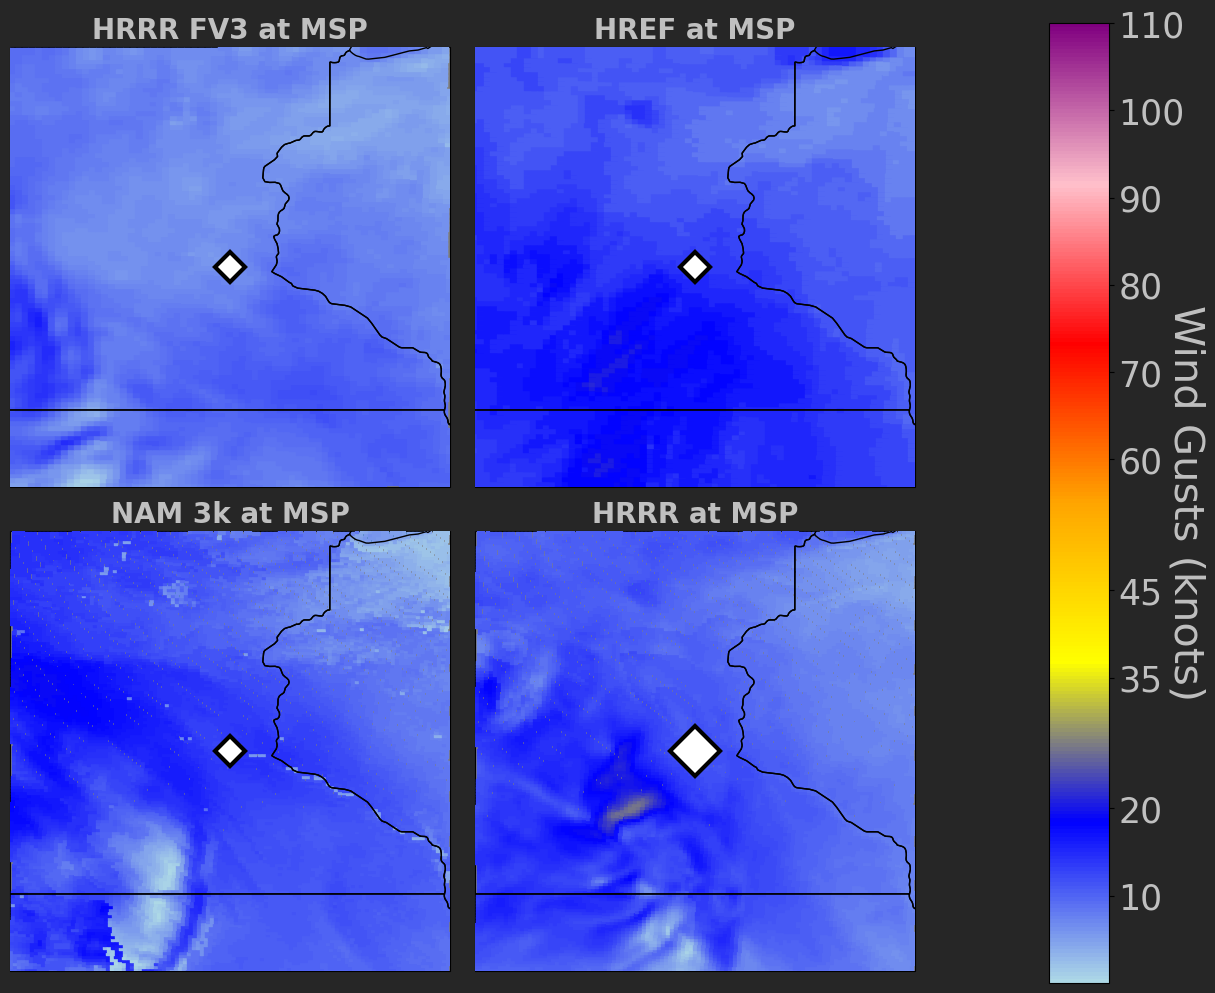 HRRR FV3 at MSP
HREF at MSP
NAM 3k at MSP
HRRR at MSP
110
100
90
80
70
60
45
35
20
10
Wind Gusts (knots)